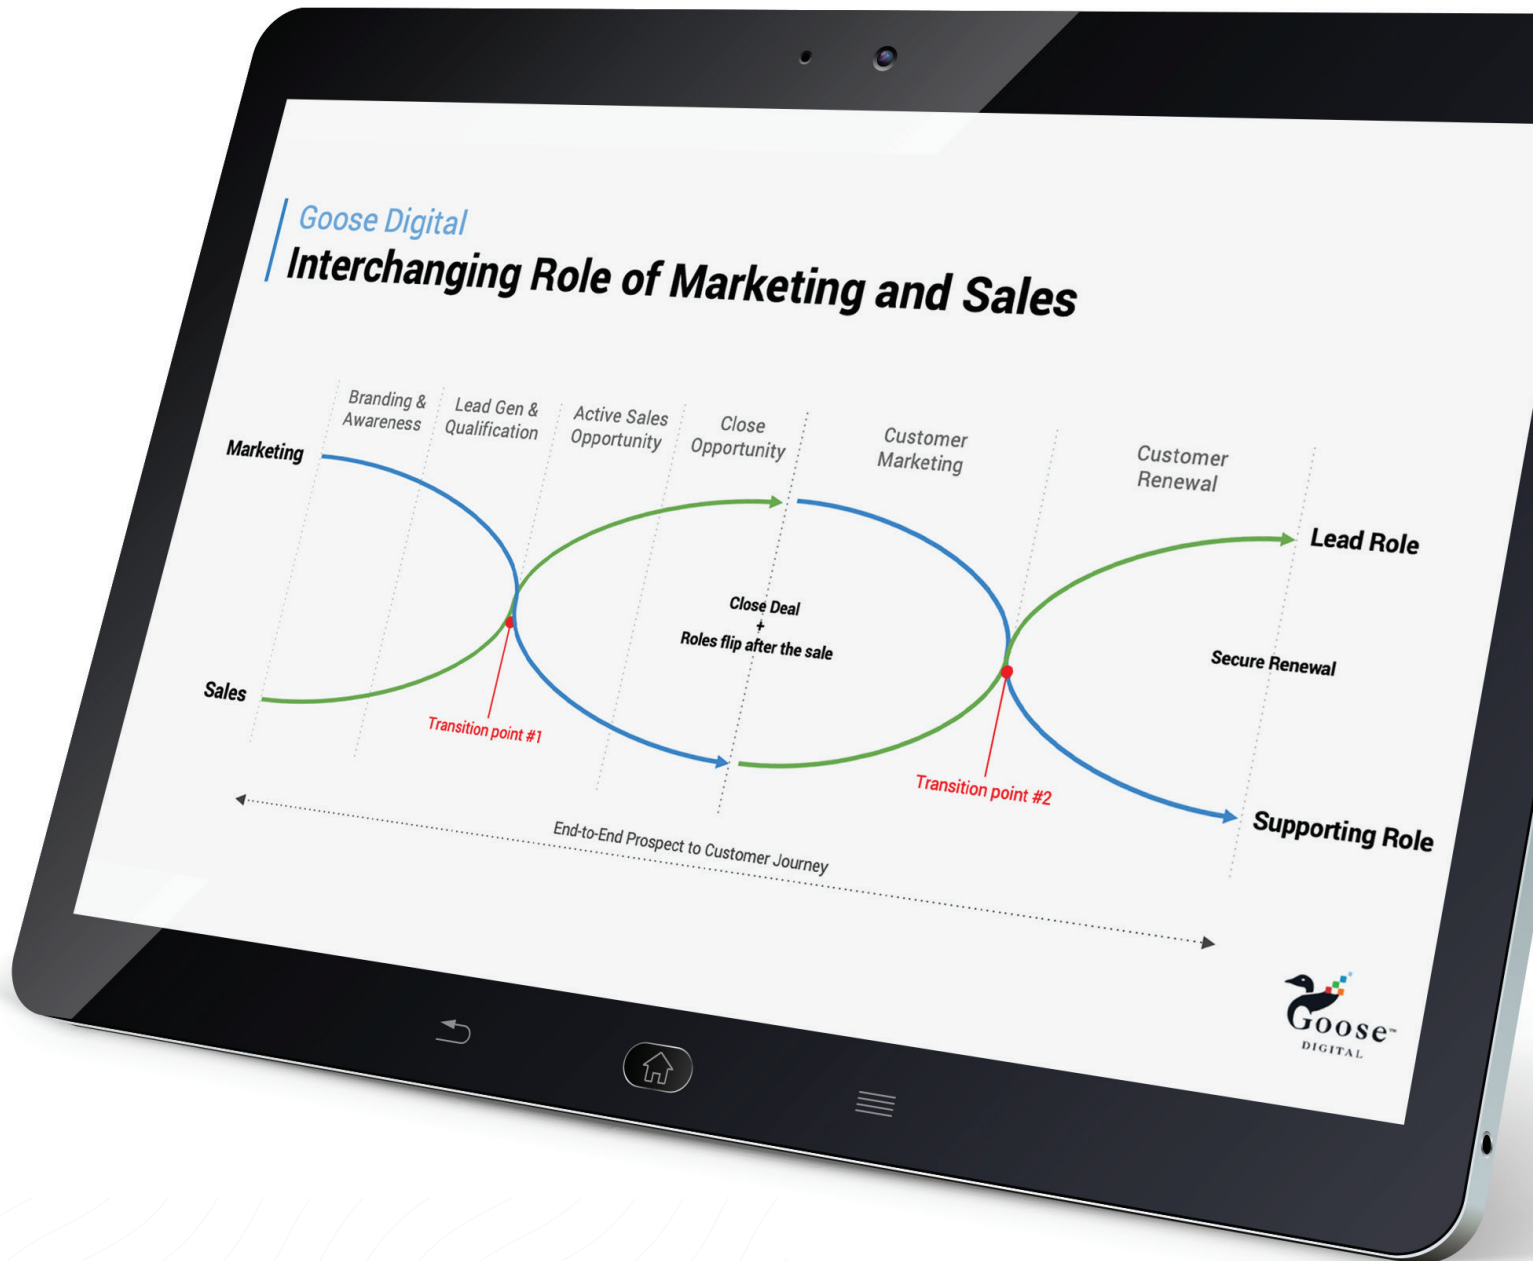 Goose Digital
Interchanging Role of Marketing and Sales
Branding &
Awareness
Lead Gen &
Qualification
Active Sales
Opportunity
Close
Opportunity
Customer
Marketing
Customer
Renewal
Marketing
Lead Role
Close Deal
+
Roles flip after the sale
Secure Renewal
Sales
Transition point #1
Transition point #2
Supporting Role
End-to-End Prospect to Customer Journey
GOOSE™
DIGITAL